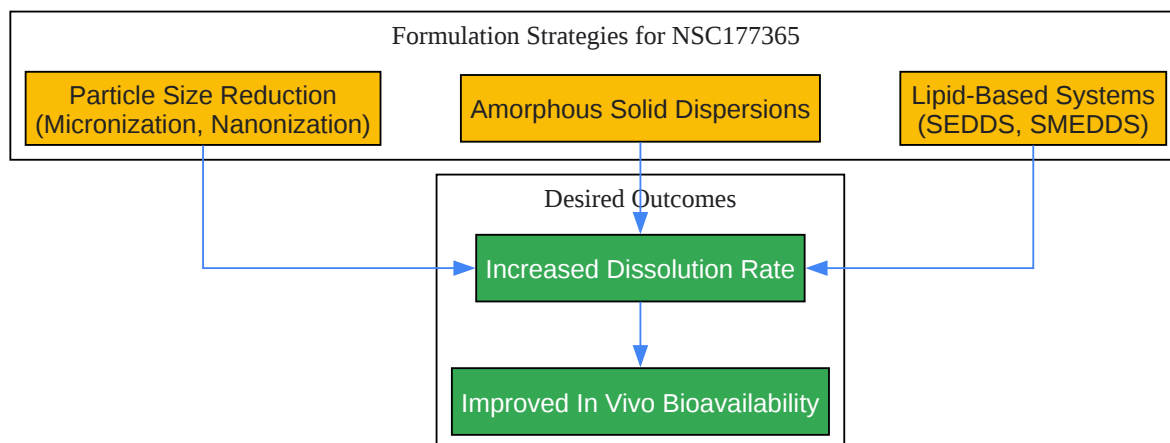 Formulation Strategies for NSC177365
Particle Size Reduction
(Micronization, Nanonization)
Amorphous Solid Dispersions
Lipid-Based Systems
(SEDDS, SMEDDS)
Desired Outcomes
Increased Dissolution Rate
Improved In Vivo Bioavailability